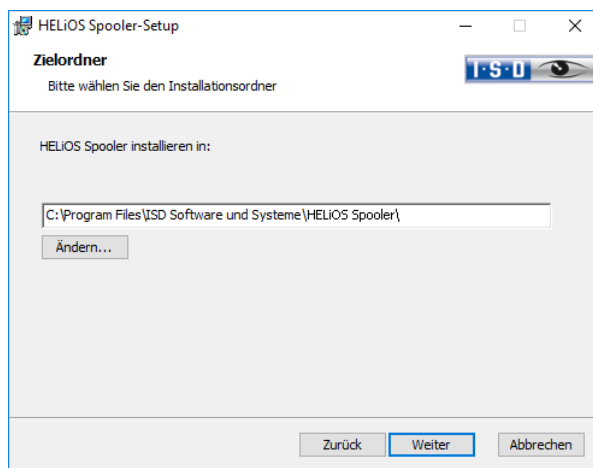 HELiOS Spooler-Setup
Zielordner
Bitte wählen Sie den Installationsordner
I·S·D
HELiOS Spooler installieren in:
C:\Program Files\ISD Software und Systeme\HELiOS Spooler\
Ändern...
Zurück
Weiter
Abbrechen